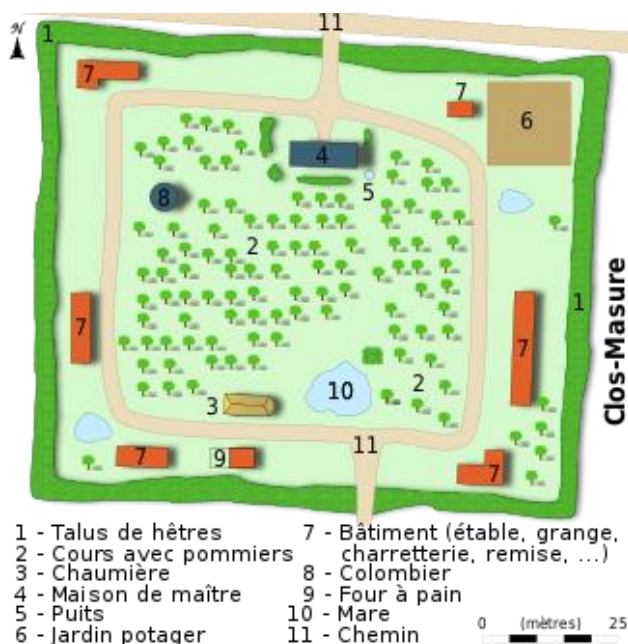 11
N
1
7
7
6
4
5
8
2
7
1
7
Clos-Masure
10
2
3
11
7
9
7
1 - Talus de hêtres
2 - Cours avec pommiers
3 - Chaumière
4 - Maison de maître
5 - Puits
6 - Jardin potager
7 - Bâtiment (étable, grange,
charretterie, remise, ...)
8 - Colombier
9 - Four à pain
10 - Mare
11 - Chemin
0 (mètres) 25